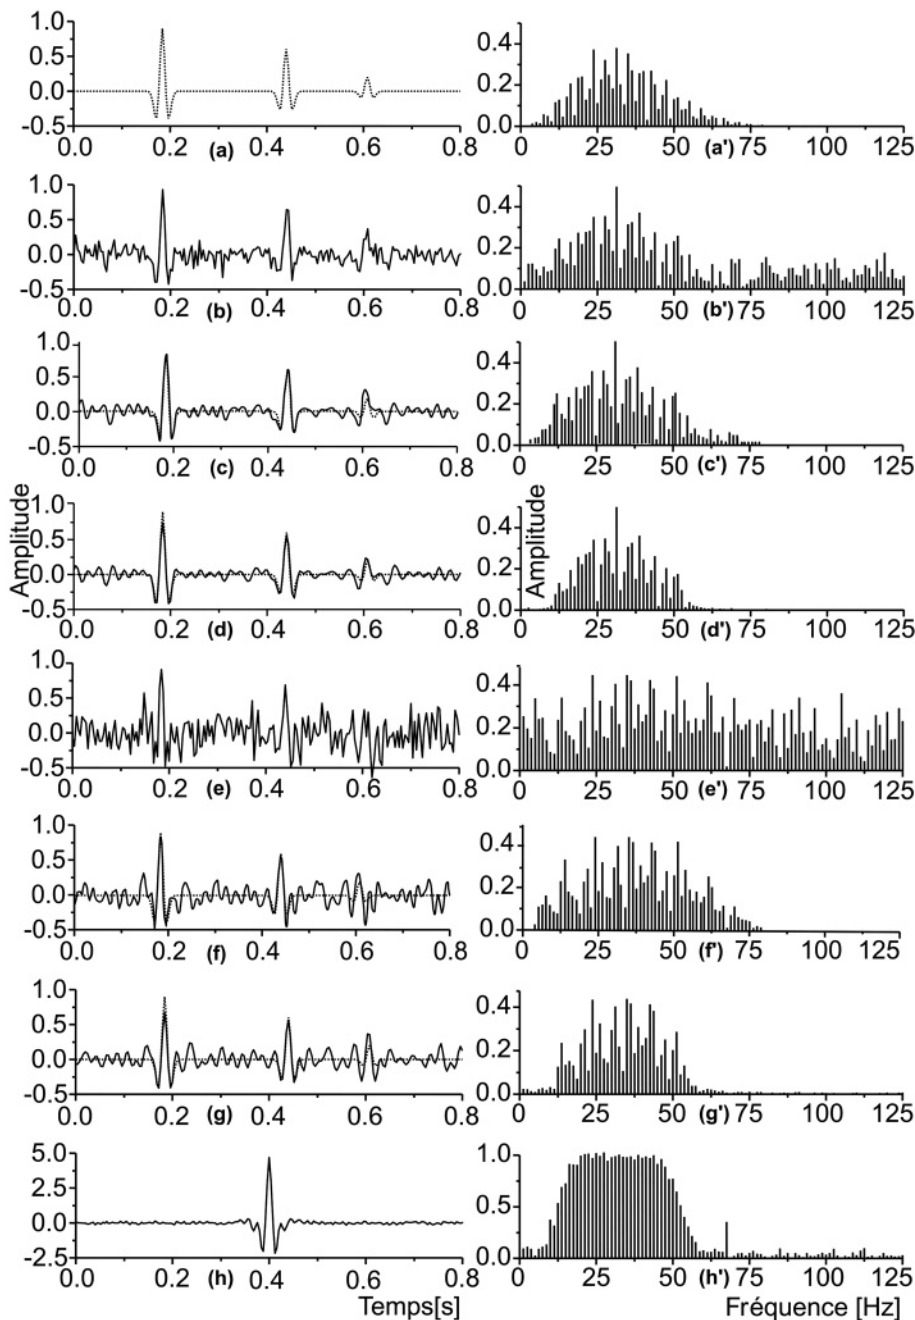 1.0
0.5
0.0
-0.5
0.0 0.2 (a) 0.4 0.6 0.8
0.4
0.2
0.0
0 25 50 (a') 75 100 125
1.0
0.5
0.0
-0.5
0.0 0.2 (b) 0.4 0.6 0.8
0.4
0.2
0.0
0 25 50 (b') 75 100 125
1.0
0.5
0.0
-0.5
0.0 0.2 (c) 0.4 0.6 0.8
0.4
0.2
0.0
0 25 50 (c') 75 100 125
Amplitude
1.0
0.5
0.0
-0.5
0.0 0.2 (d) 0.4 0.6 0.8
Amplitude
0.4
0.2
0.0
0 25 50 (d') 75 100 125
1.0
0.5
0.0
-0.5
0.0 0.2 (e) 0.4 0.6 0.8
0.4
0.2
0.0
0 25 50 (e') 75 100 125
1.0
0.5
0.0
-0.5
0.0 0.2 (f) 0.4 0.6 0.8
0.4
0.2
0.0
0 25 50 (f') 75 100 125
1.0
0.5
0.0
-0.5
0.0 0.2 (g) 0.4 0.6 0.8
0.4
0.2
0.0
0 25 50 (g') 75 100 125
5.0
2.5
0.0
-2.5
0.0 0.2 (h) 0.4 0.6 0.8
Temps[s]
1.0
0.5
0.0
0 25 50 (h') 75 100 125
Fréquence [Hz]